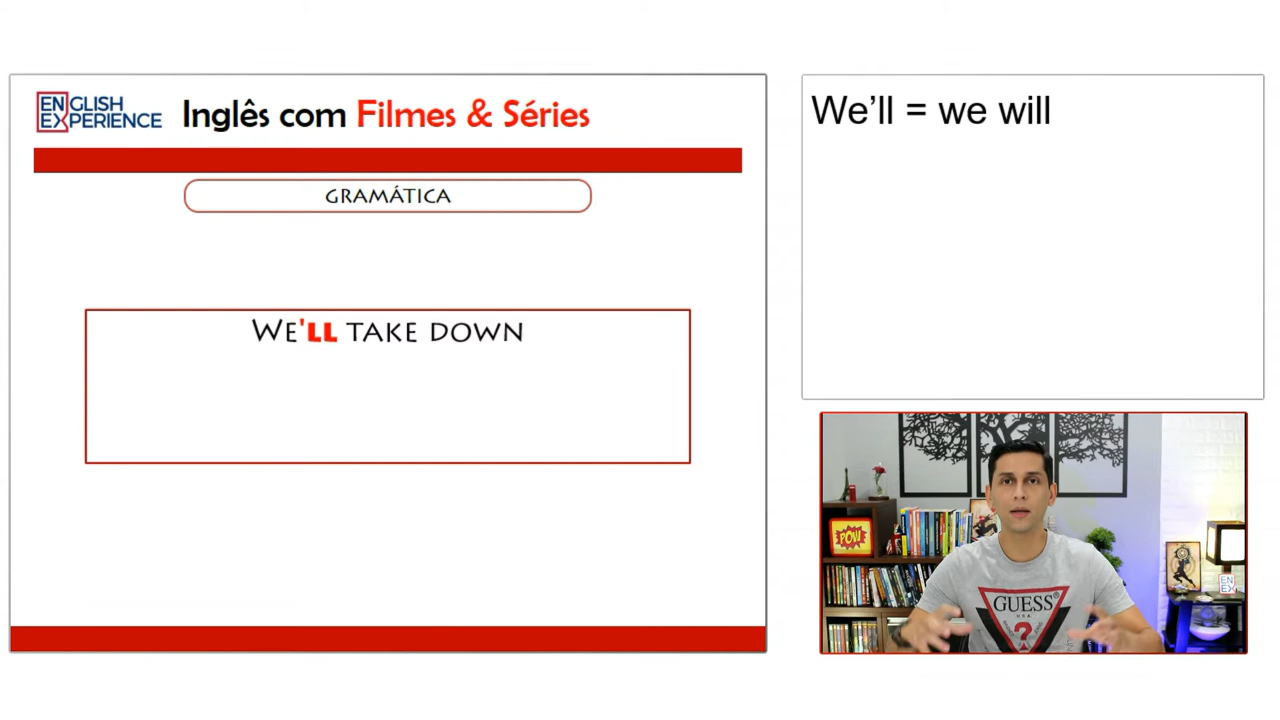 ENGLISH
EXPERIENCE
Inglês com Filmes & Séries
GRAMÁTICA
WE'LL TAKE DOWN
We’ll = we will
POW
GUESS
U.S.A.
?
EN
EX